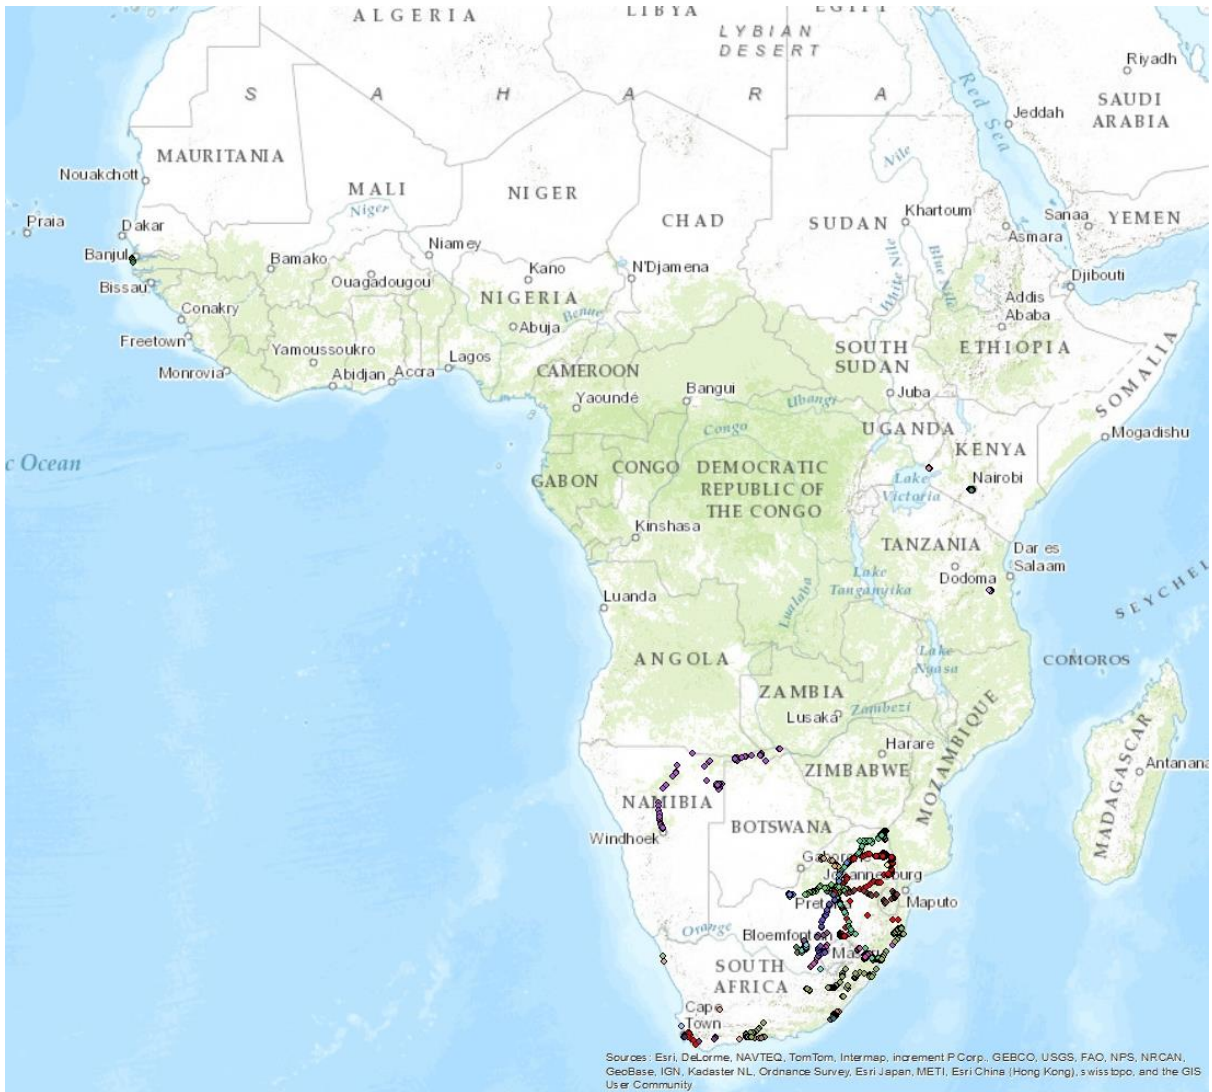 ALGERIA
LIBYA
EGYPT
LYBIAN
DESERT
Riyadh
Red Sea
S A H A R A
SAUDI
ARABIA
Jeddah
MAURITANIA
Nile
Nouakchott
MALI
NIGER
CHAD
Niger
SUDAN
Khartoum
Sanaa
YEMEN
Praia
Dakar
Asmara
Niamey
Banjul
Bamako
Kano
N'Djamena
White Nile
Blue Nile
Djibouti
Bissau
Ouagadougou
NIGERIA
Addis
Ababa
Conakry
Benue
Abuja
Freetown
Yamoussoukro
Lagos
SOUTH
SUDAN
ETHIOPIA
SOMALIA
Monrovia
Abidjan
Accra
CAMEROON
Bangui
Juba
Yaoundé
Ubangi
Congo
UGANDA
Mogadishu
KENYA
c Ocean
GABON
CONGO
DEMOCRATIC
REPUBLIC OF
THE CONGO
Lake
Victoria
Nairobi
Kinshasa
TANZANIA
Dar es
Salaam
Dodoma
Lake
Tanganyika
Luanda
Lualaba
SEYCHEL
ANGOLA
Lake
Nyasa
COMOROS
ZAMBIA
Lusaka
Zambezi
MOZAMBIQUE
MADAGASCAR
Harare
Antanana
ZIMBABWE
NAMIBIA
BOTSWANA
Windhoek
Maputo
Orange
SOUTH
AFRICA
Cape
Town
Sources: Esri, DeLorme, NAVTEQ, TomTom, Intermap, increment P Corp., GEBCO, USGS, FAO, NPS, NRCAN,
GeoBase, IGN, Kadaster NL, Ordnance Survey, Esri Japan, METI, Esri China (Hong Kong), swisstopo, and the GIS
User Community